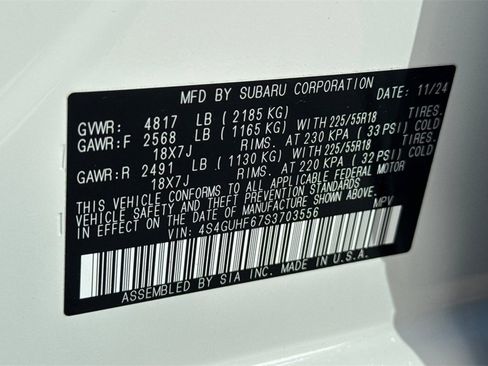 MFD BY SUBARU CORPORATION DATE: 11/24
GVWR: 4817 LB (2185 KG)
GAWR:F 2568 LB (1165 KG) WITH 225/55R18 TIRES.
18X7J RIMS. AT 230 KPA (33 PSI) COLD
GAWR:R 2491 LB (1130 KG) WITH 225/55R18 TIRES.
18X7J RIMS. AT 220 KPA (32 PSI) COLD
THIS VEHICLE CONFORMS TO ALL APPLICABLE FEDERAL MOTOR
VEHICLE SAFETY AND THEFT PREVENTION STANDARDS
IN EFFECT ON THE DATE OF MANUFACTURE SHOWN ABOVE.
VIN: 4S4GUHF67S3703556 MPV
ASSEMBLED BY SIA INC. MADE IN U.S.A.